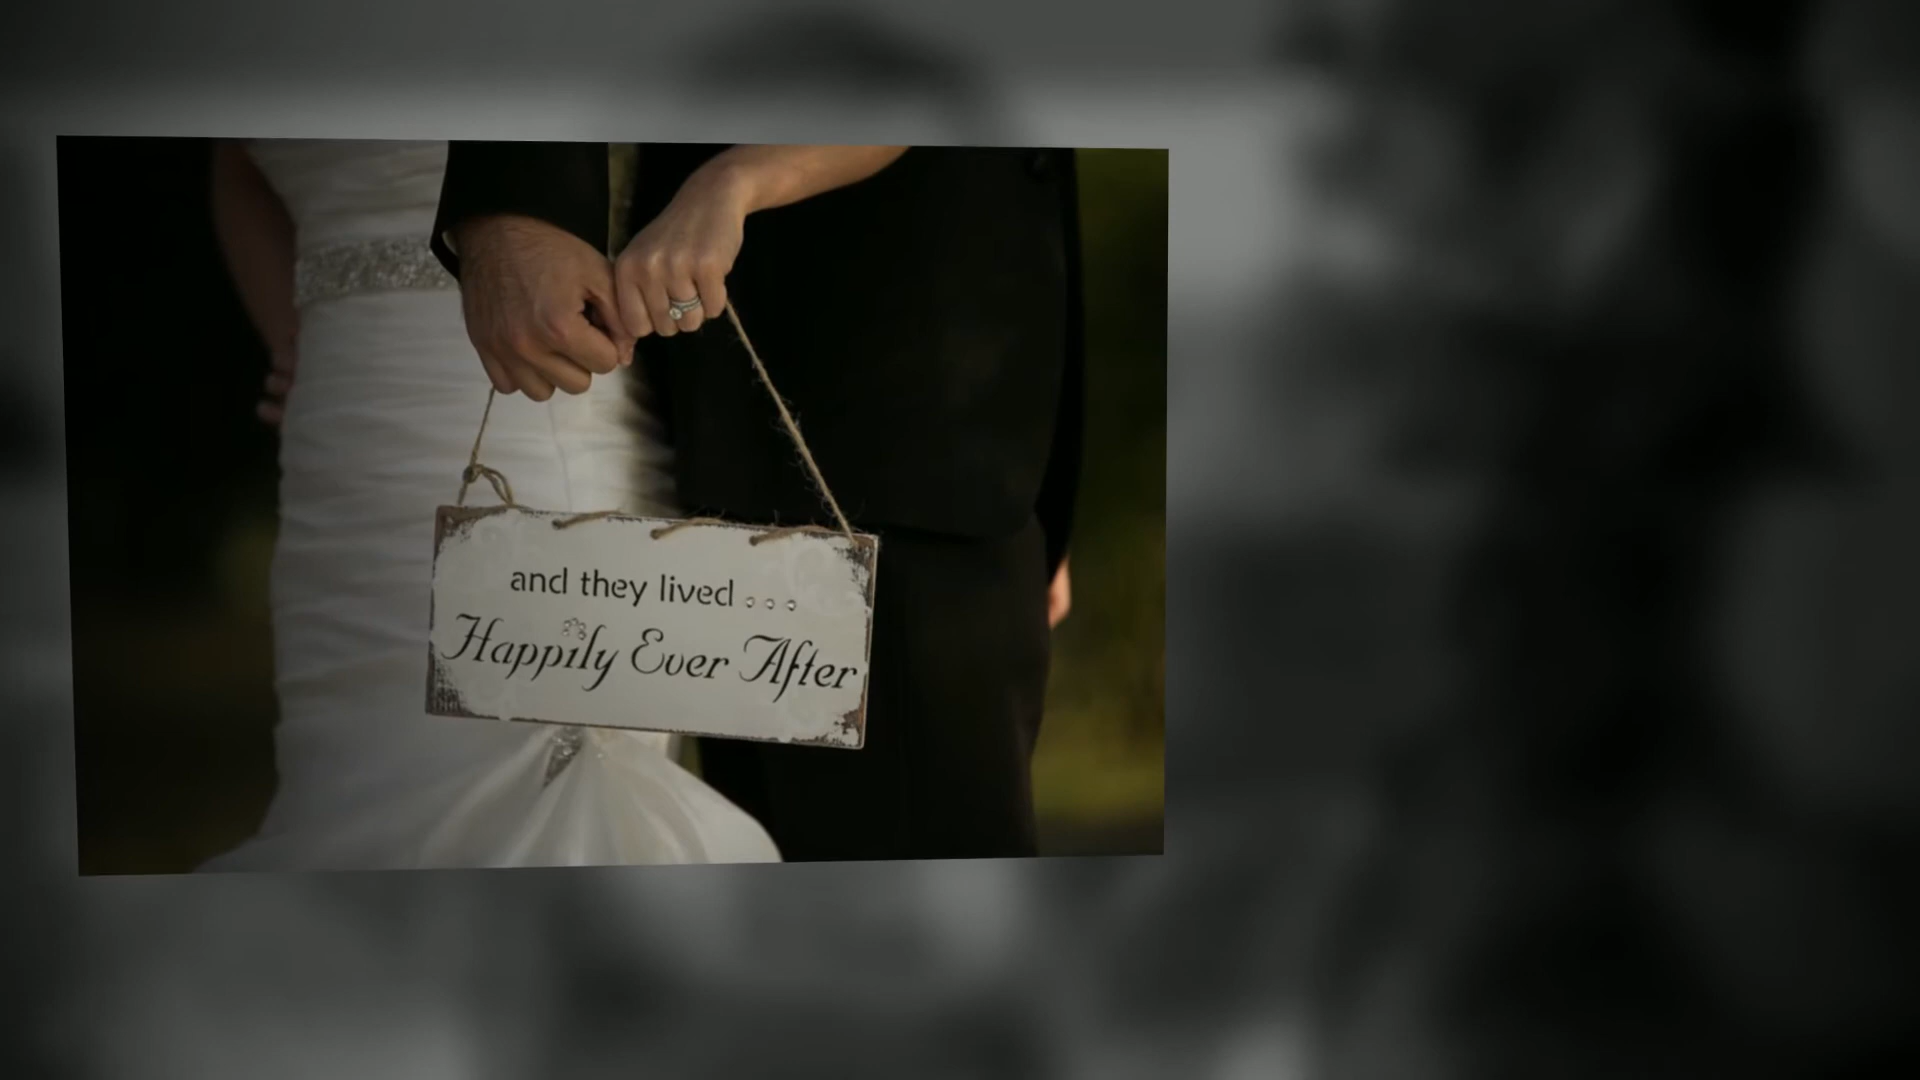 and they lived . . .
Happily Ever After